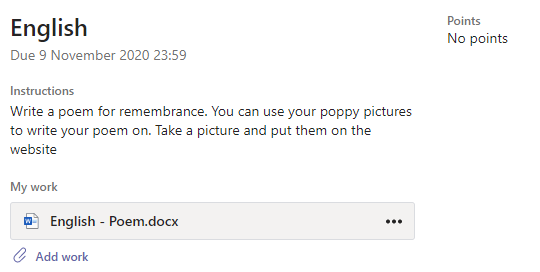 English
Due 9 November 2020 23:59
Points
No points
Instructions
Write a poem for remembrance. You can use your poppy pictures
to write your poem on. Take a picture and put them on the
website
My work
English - Poem.docx
Add work